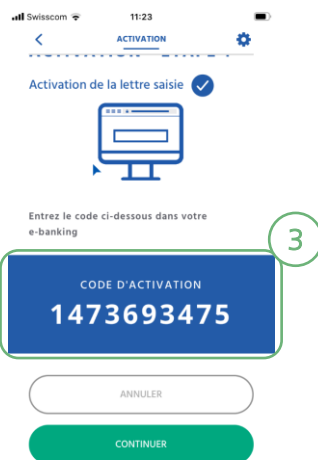 Swisscom 11:23
ACTIVATION
Activation de la lettre saisie
Entrez le code ci-dessous dans votre
e-banking
3
CODE D'ACTIVATION
1473693475
ANNULER
CONTINUER